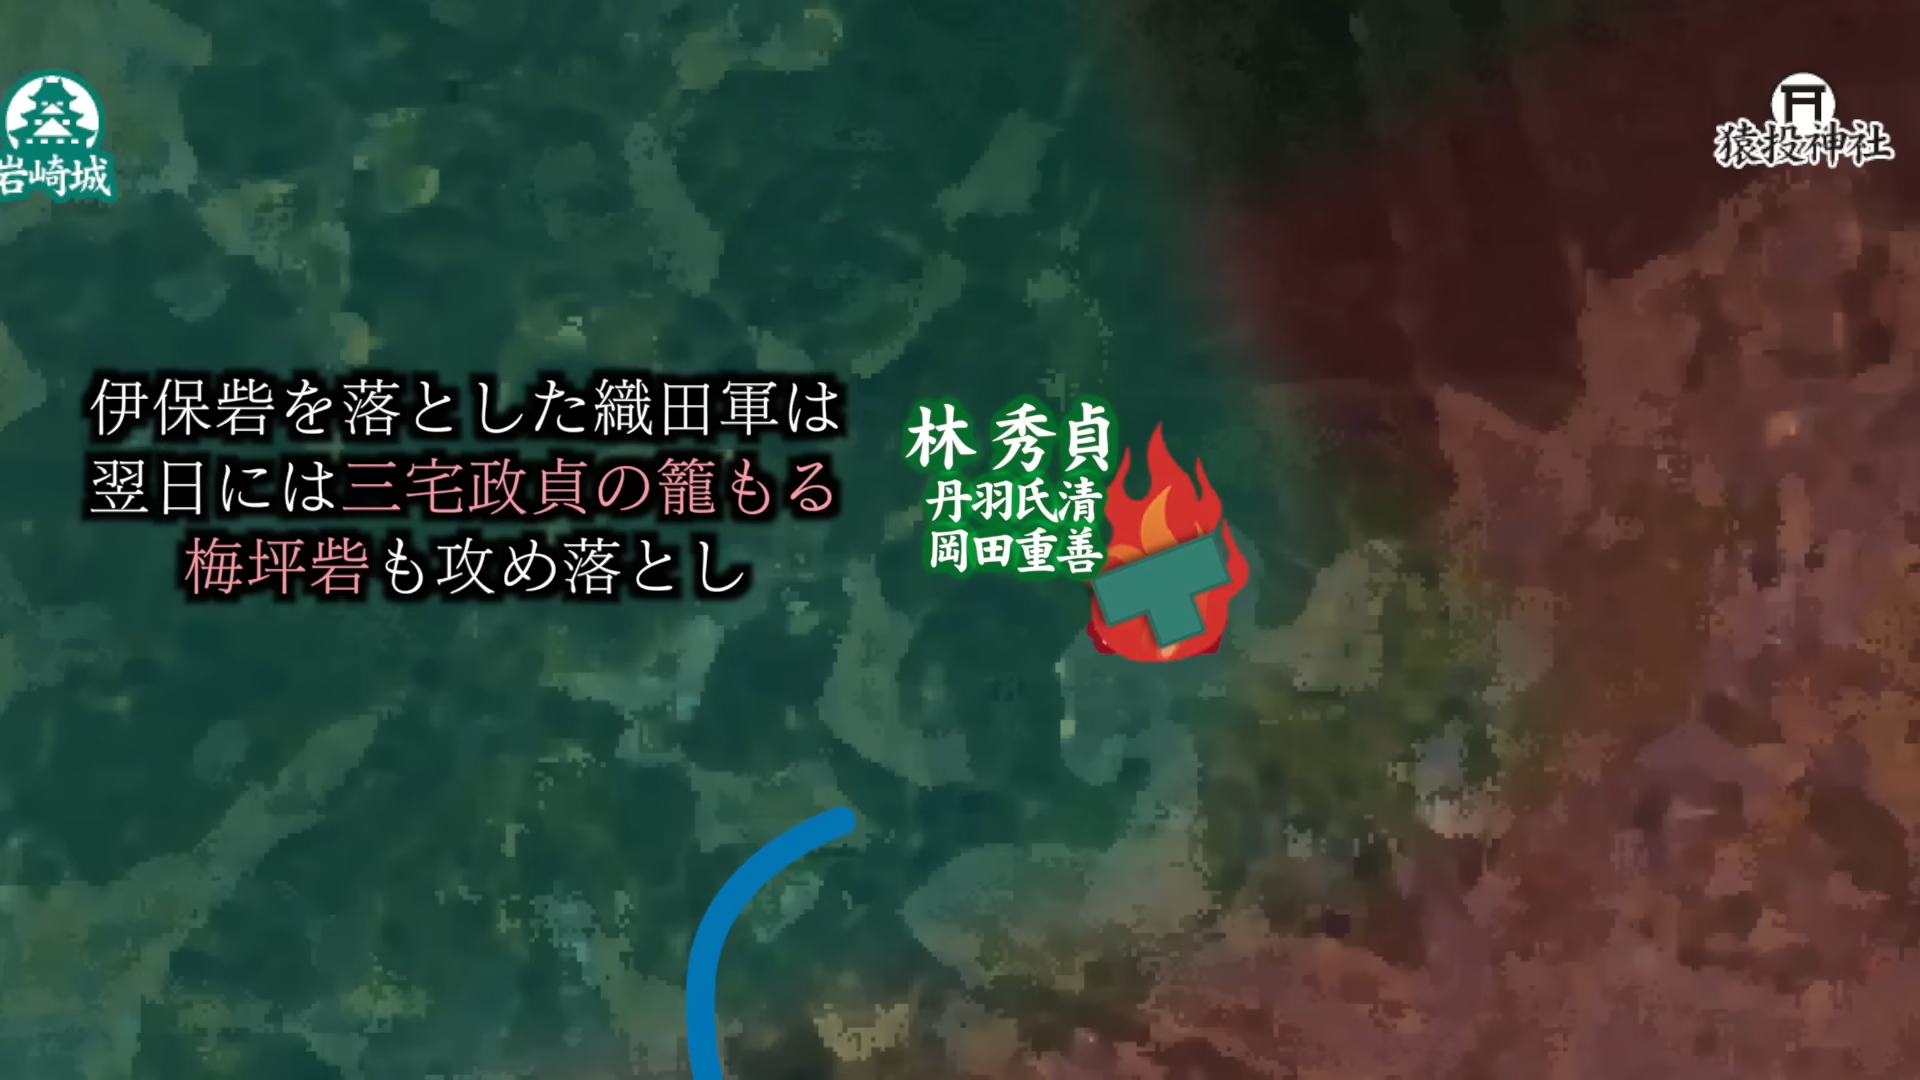 岩崎城
猿投神社
伊保砦を落とした織田軍は
翌日には三宅政貞の籠もる
梅坪砦も攻め落とし
林 秀貞
丹羽氏清
岡田重善